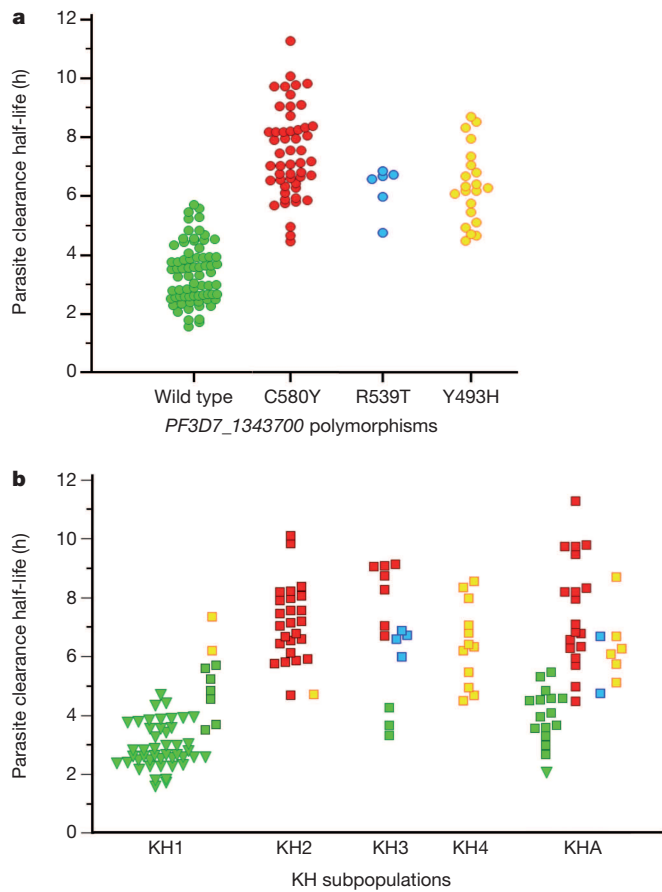 a
12
10
8
6
4
2
0
Parasite clearance half-life (h)
Wild type C580Y R539T Y493H
PF3D7_1343700 polymorphisms
b
12
10
8
6
4
2
0
Parasite clearance half-life (h)
KH1 KH2 KH3 KH4 KHA
KH subpopulations